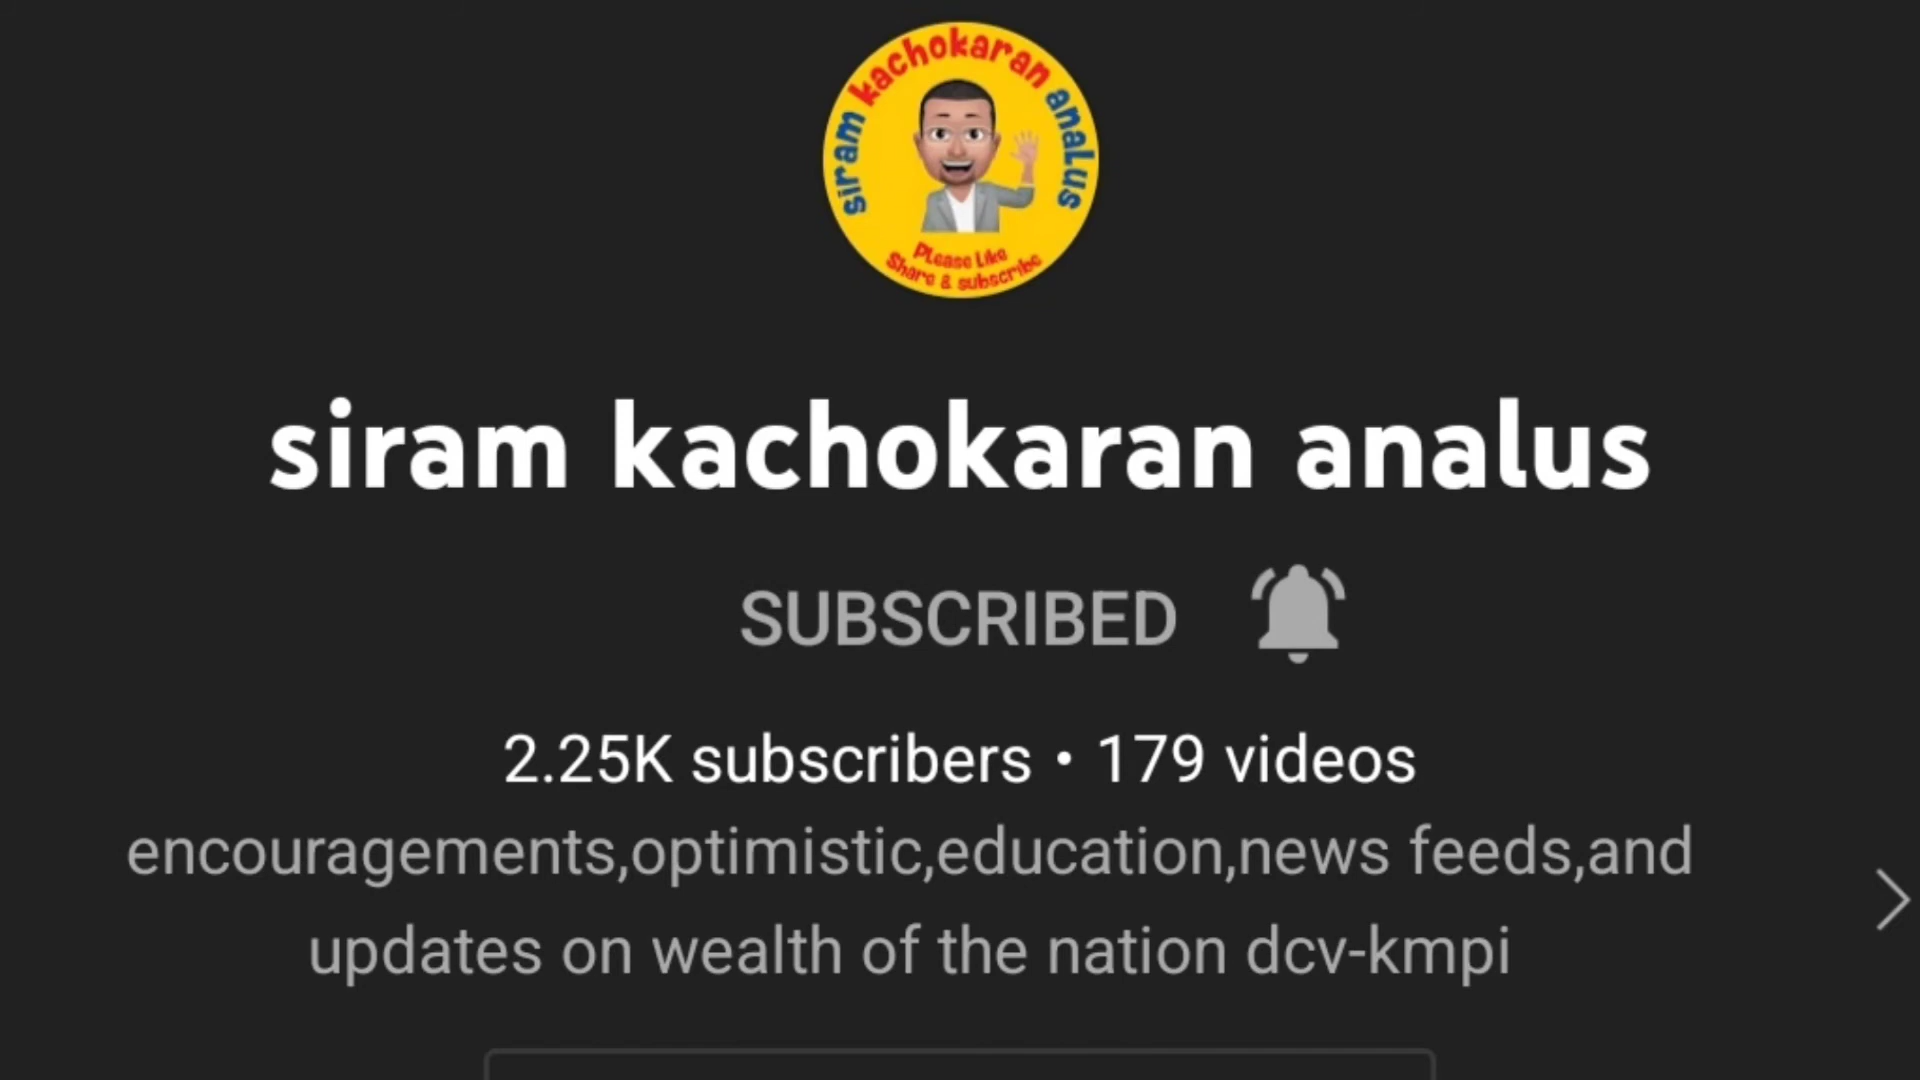 siram kachokaran anaLus
PLease Like
Share & subscribe
siram kachokaran analus
SUBSCRIBED
2.25K subscribers • 179 videos
encouragements,optimistic,education,news feeds,and
updates on wealth of the nation dcv-kmpi